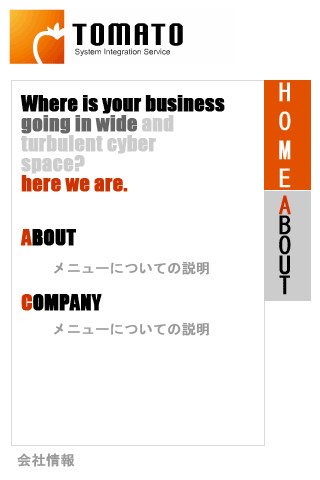 TOMATO
System Integration Service
Where is your business
going in wide and
turbulent cyber
space?
here we are.
ABOUT
メニューについての説明
COMPANY
メニューについての説明
HOME
ABOUT
会社情報